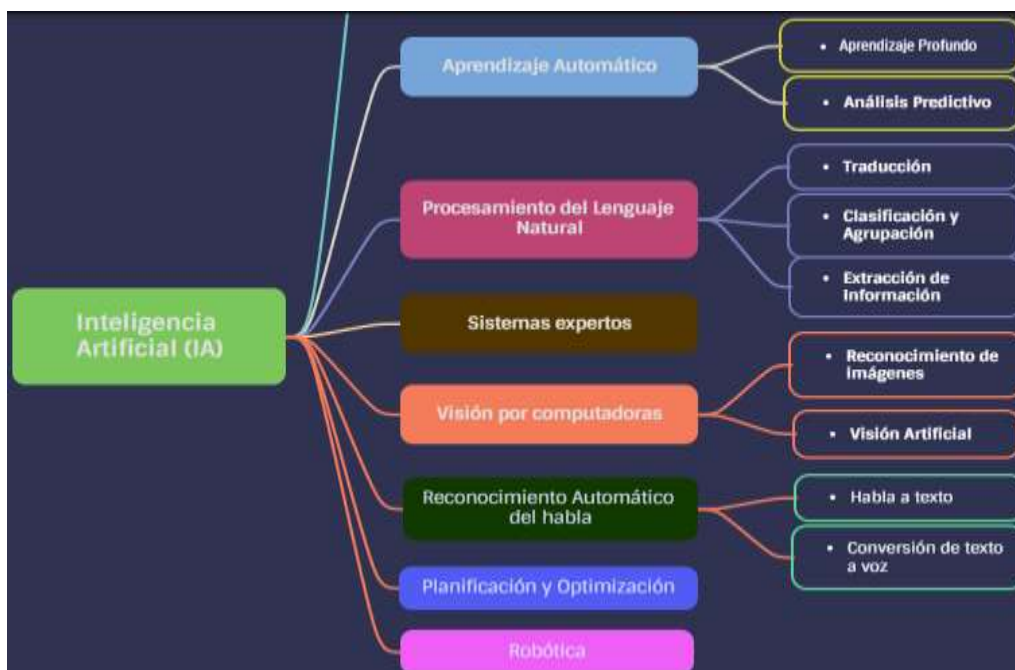 Inteligencia
Artificial (IA)
Aprendizaje Automático
• Aprendizaje Profundo
• Análisis Predictivo
Procesamiento del Lenguaje
Natural
• Traducción
• Clasificación y
Agrupación
• Extracción de
Información
Sistemas expertos
Visión por computadoras
• Reconocimiento de
imágenes
• Visión Artificial
Reconocimiento Automático
del habla
• Habla a texto
• Conversión de texto
a voz
Planificación y Optimización
Robótica